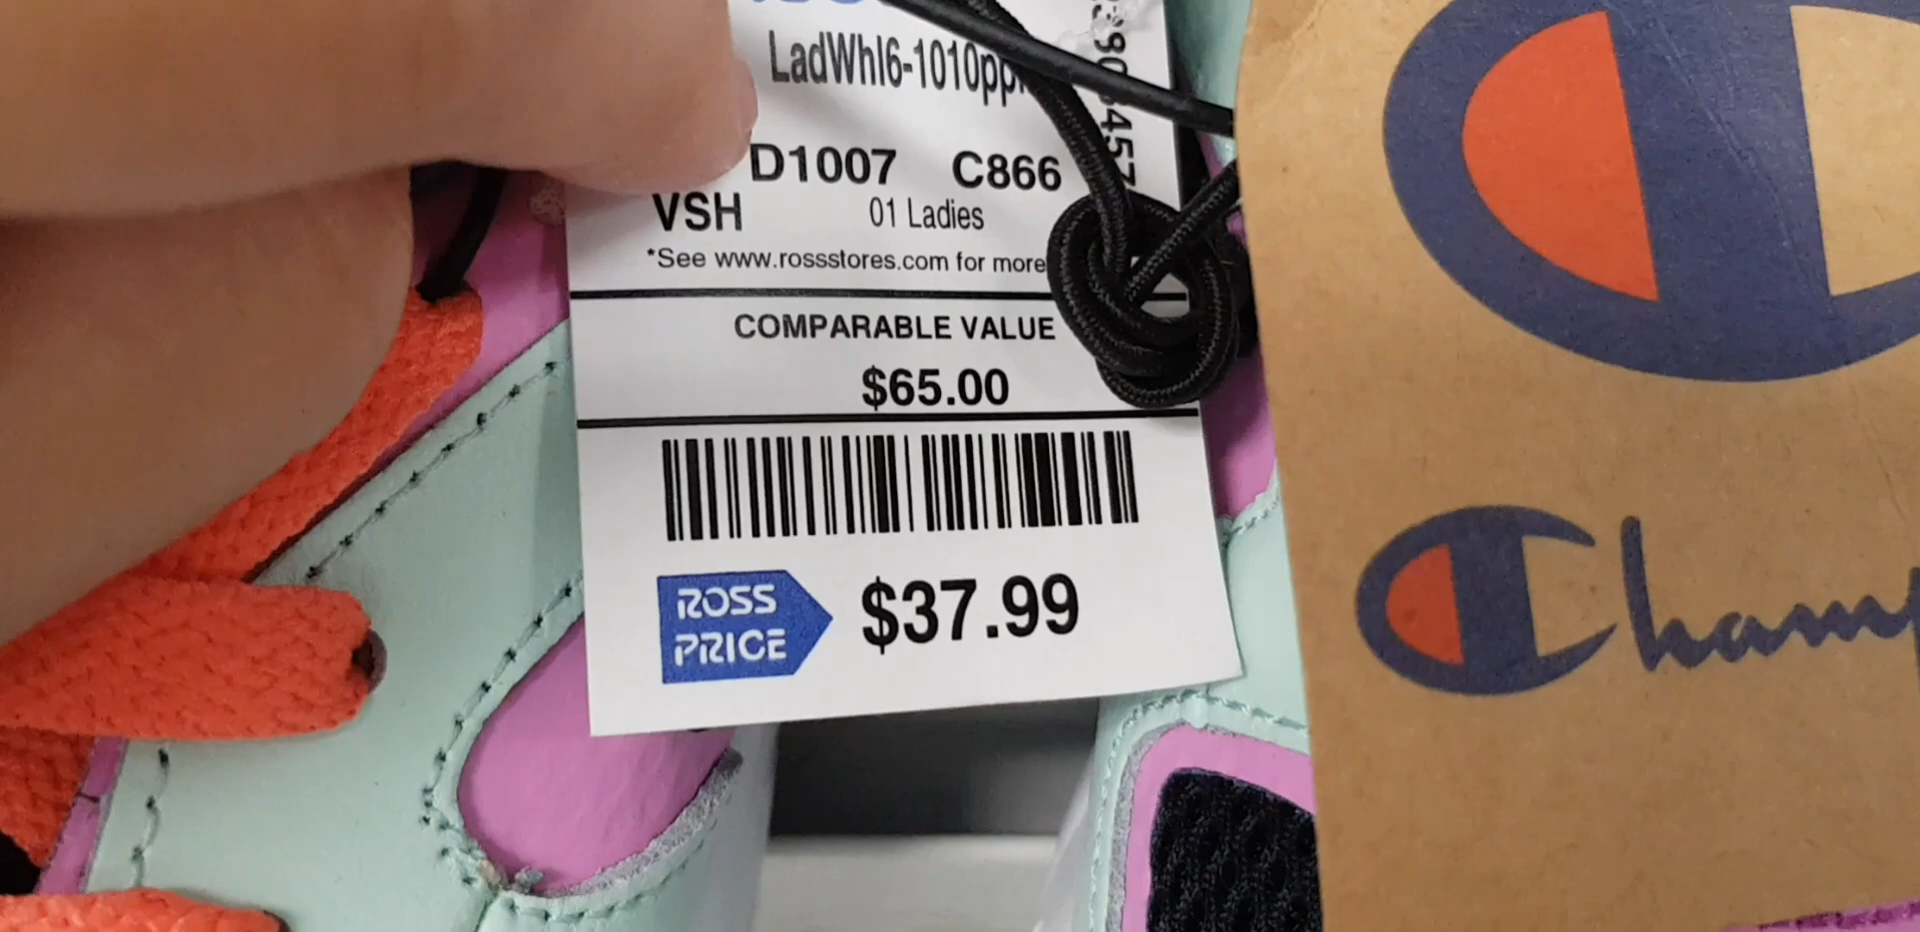 LadWhl6-1010pp
D1007 C866
VSH 01 Ladies
*See www.rossstores.com for more
COMPARABLE VALUE
$65.00
ROSS
PRICE
$37.99
Champ